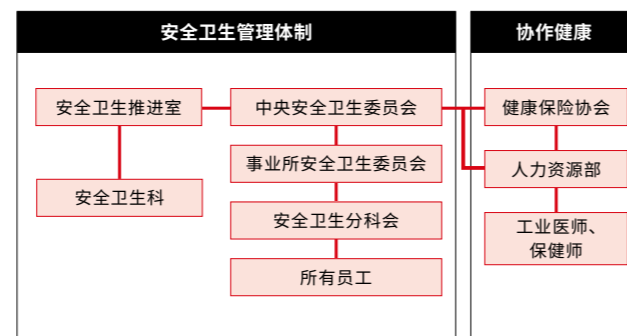 安全卫生管理体制
安全卫生推进室
中央安全卫生委员会
事业所安全卫生委员会
安全卫生科
安全卫生分科会
所有员工
协作健康
健康保险协会
人力资源部
工业医师、
保健师